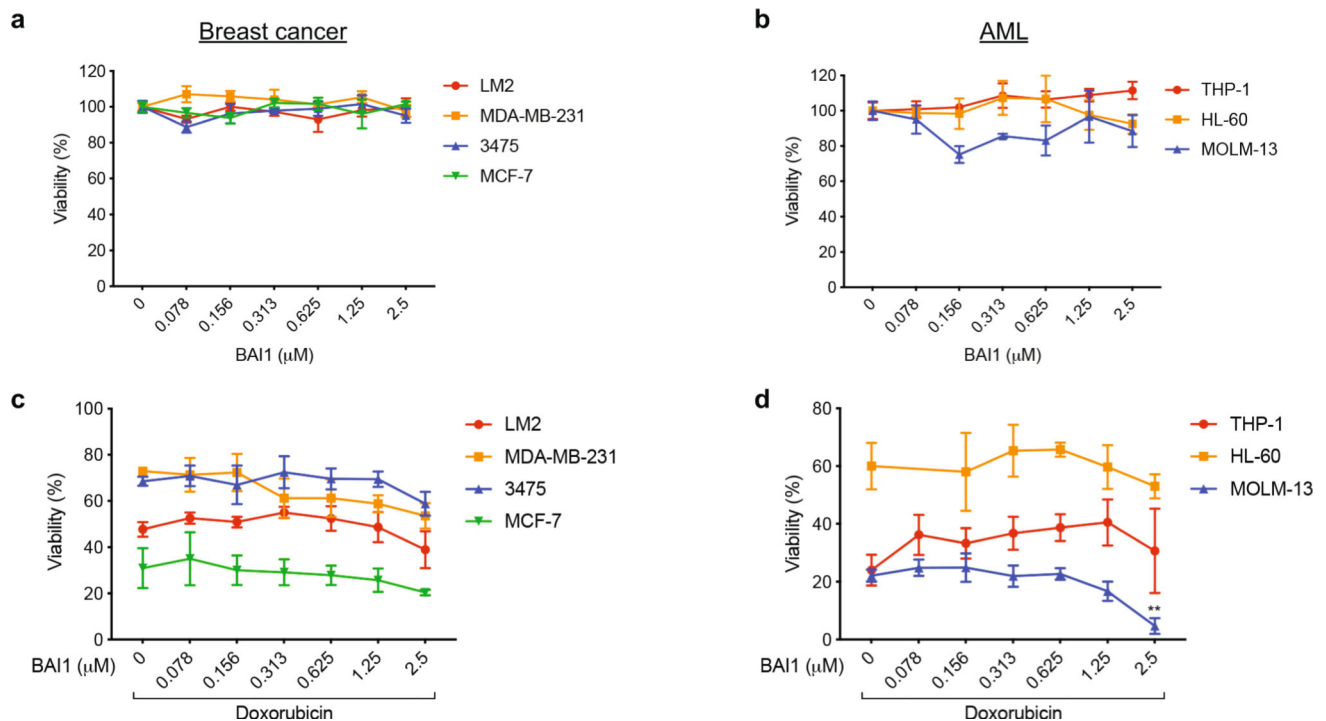 a
Breast cancer
120
100
80
60
40
20
0
Viability (%)
0
0.078
0.156
0.313
0.625
1.25
2.5
BAI1 (μM)
LM2
MDA-MB-231
3475
MCF-7
b
AML
120
100
80
60
40
20
0
Viability (%)
0
0.078
0.156
0.313
0.625
1.25
2.5
BAI1 (μM)
THP-1
HL-60
MOLM-13
c
100
80
60
40
20
0
Viability (%)
BAI1 (μM)
0
0.078
0.156
0.313
0.625
1.25
2.5
Doxorubicin
LM2
MDA-MB-231
3475
MCF-7
d
80
60
40
20
0
Viability (%)
**
BAI1 (μM)
0
0.078
0.156
0.313
0.625
1.25
2.5
Doxorubicin
THP-1
HL-60
MOLM-13